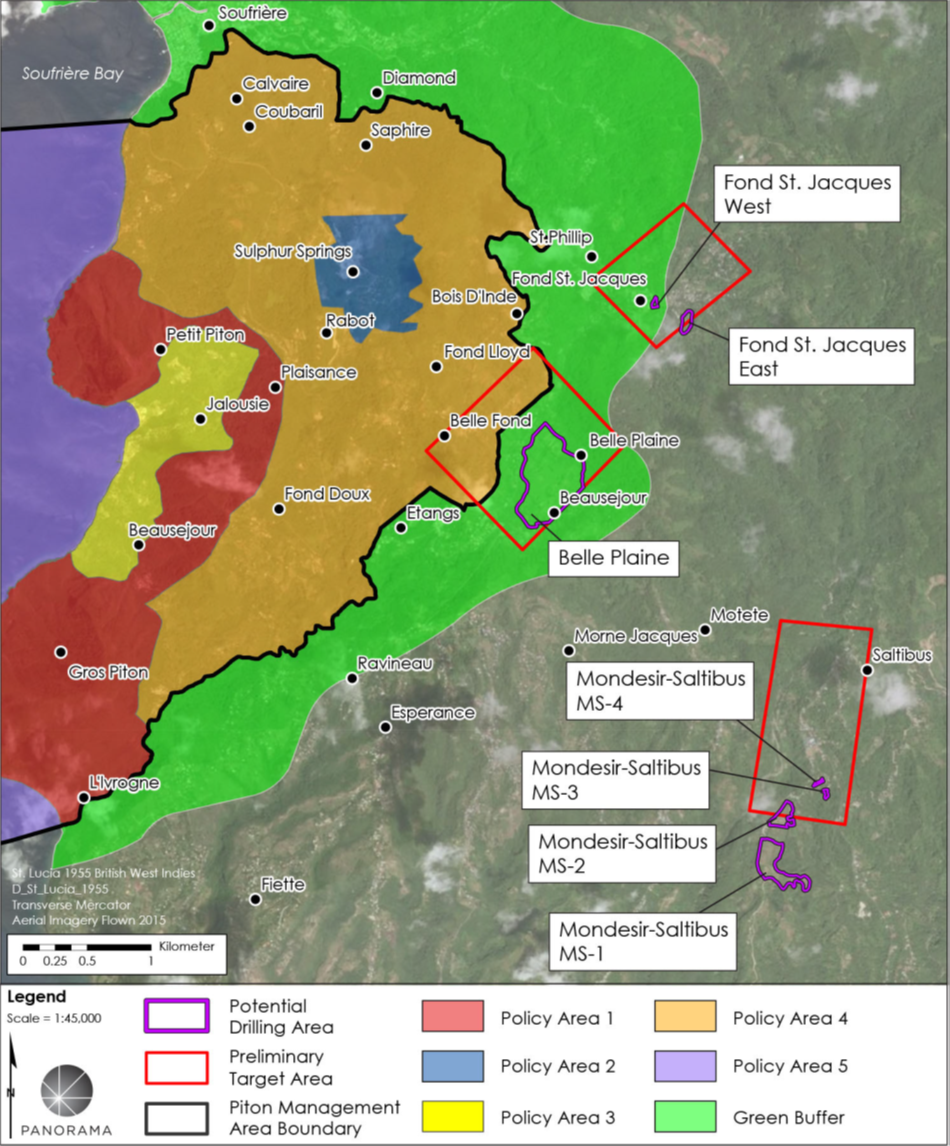 Soufrière
Soufrière Bay
Calvaire
Diamond
Coubaril
Saphire
Fond St. Jacques
West
St.Phillip
Sulphur Springs
Fond St. Jacques
Bois D'Inde
Rabot
Petit Piton
Fond St. Jacques
East
Fond Lloyd
Plaisance
Jalousie
Belle Fond
Belle Plaine
Fond Doux
Beausejour
Etangs
Beausejour
Belle Plaine
Motete
Morne Jacques
Saltibus
Ravineau
Gros Piton
Mondesir-Saltibus
MS-4
Esperance
Mondesir-Saltibus
MS-3
L'Ivrogne
Mondesir-Saltibus
MS-2
St. Lucia 1955 British West Indies
D_St_Lucia_1955
Transverse Mercator
Aerial Imagery Flown 2015
Fiette
Mondesir-Saltibus
MS-1
Kilometer
0 0.25 0.5 1
Legend
Scale = 1:45,000
N
PANORAMA
Potential
Drilling Area
Preliminary
Target Area
Piton Management
Area Boundary
Policy Area 1
Policy Area 2
Policy Area 3
Policy Area 4
Policy Area 5
Green Buffer